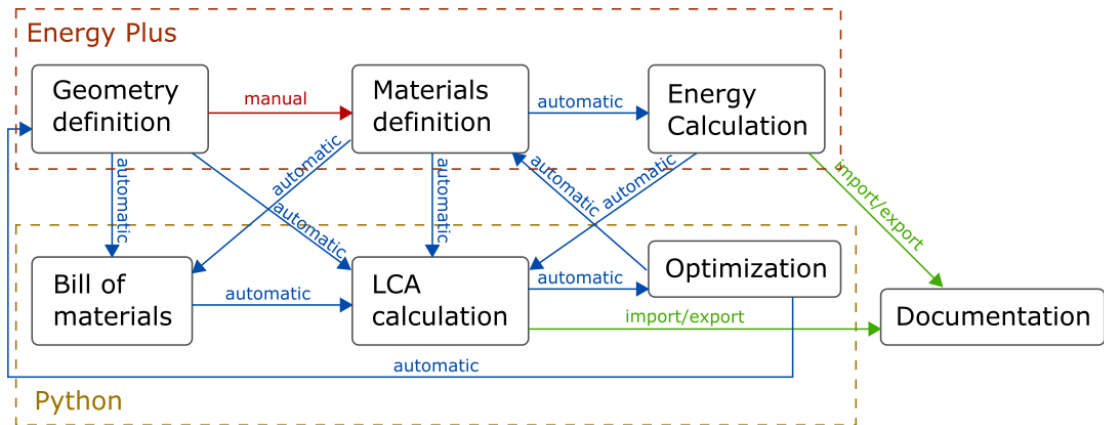 Energy Plus
Geometry
definition
manual
Materials
definition
automatic
Energy
Calculation
automatic
automatic
automatic
automatic
automatic
automatic
import/export
Python
Bill of
materials
automatic
LCA
calculation
automatic
Optimization
import/export
Documentation
automatic